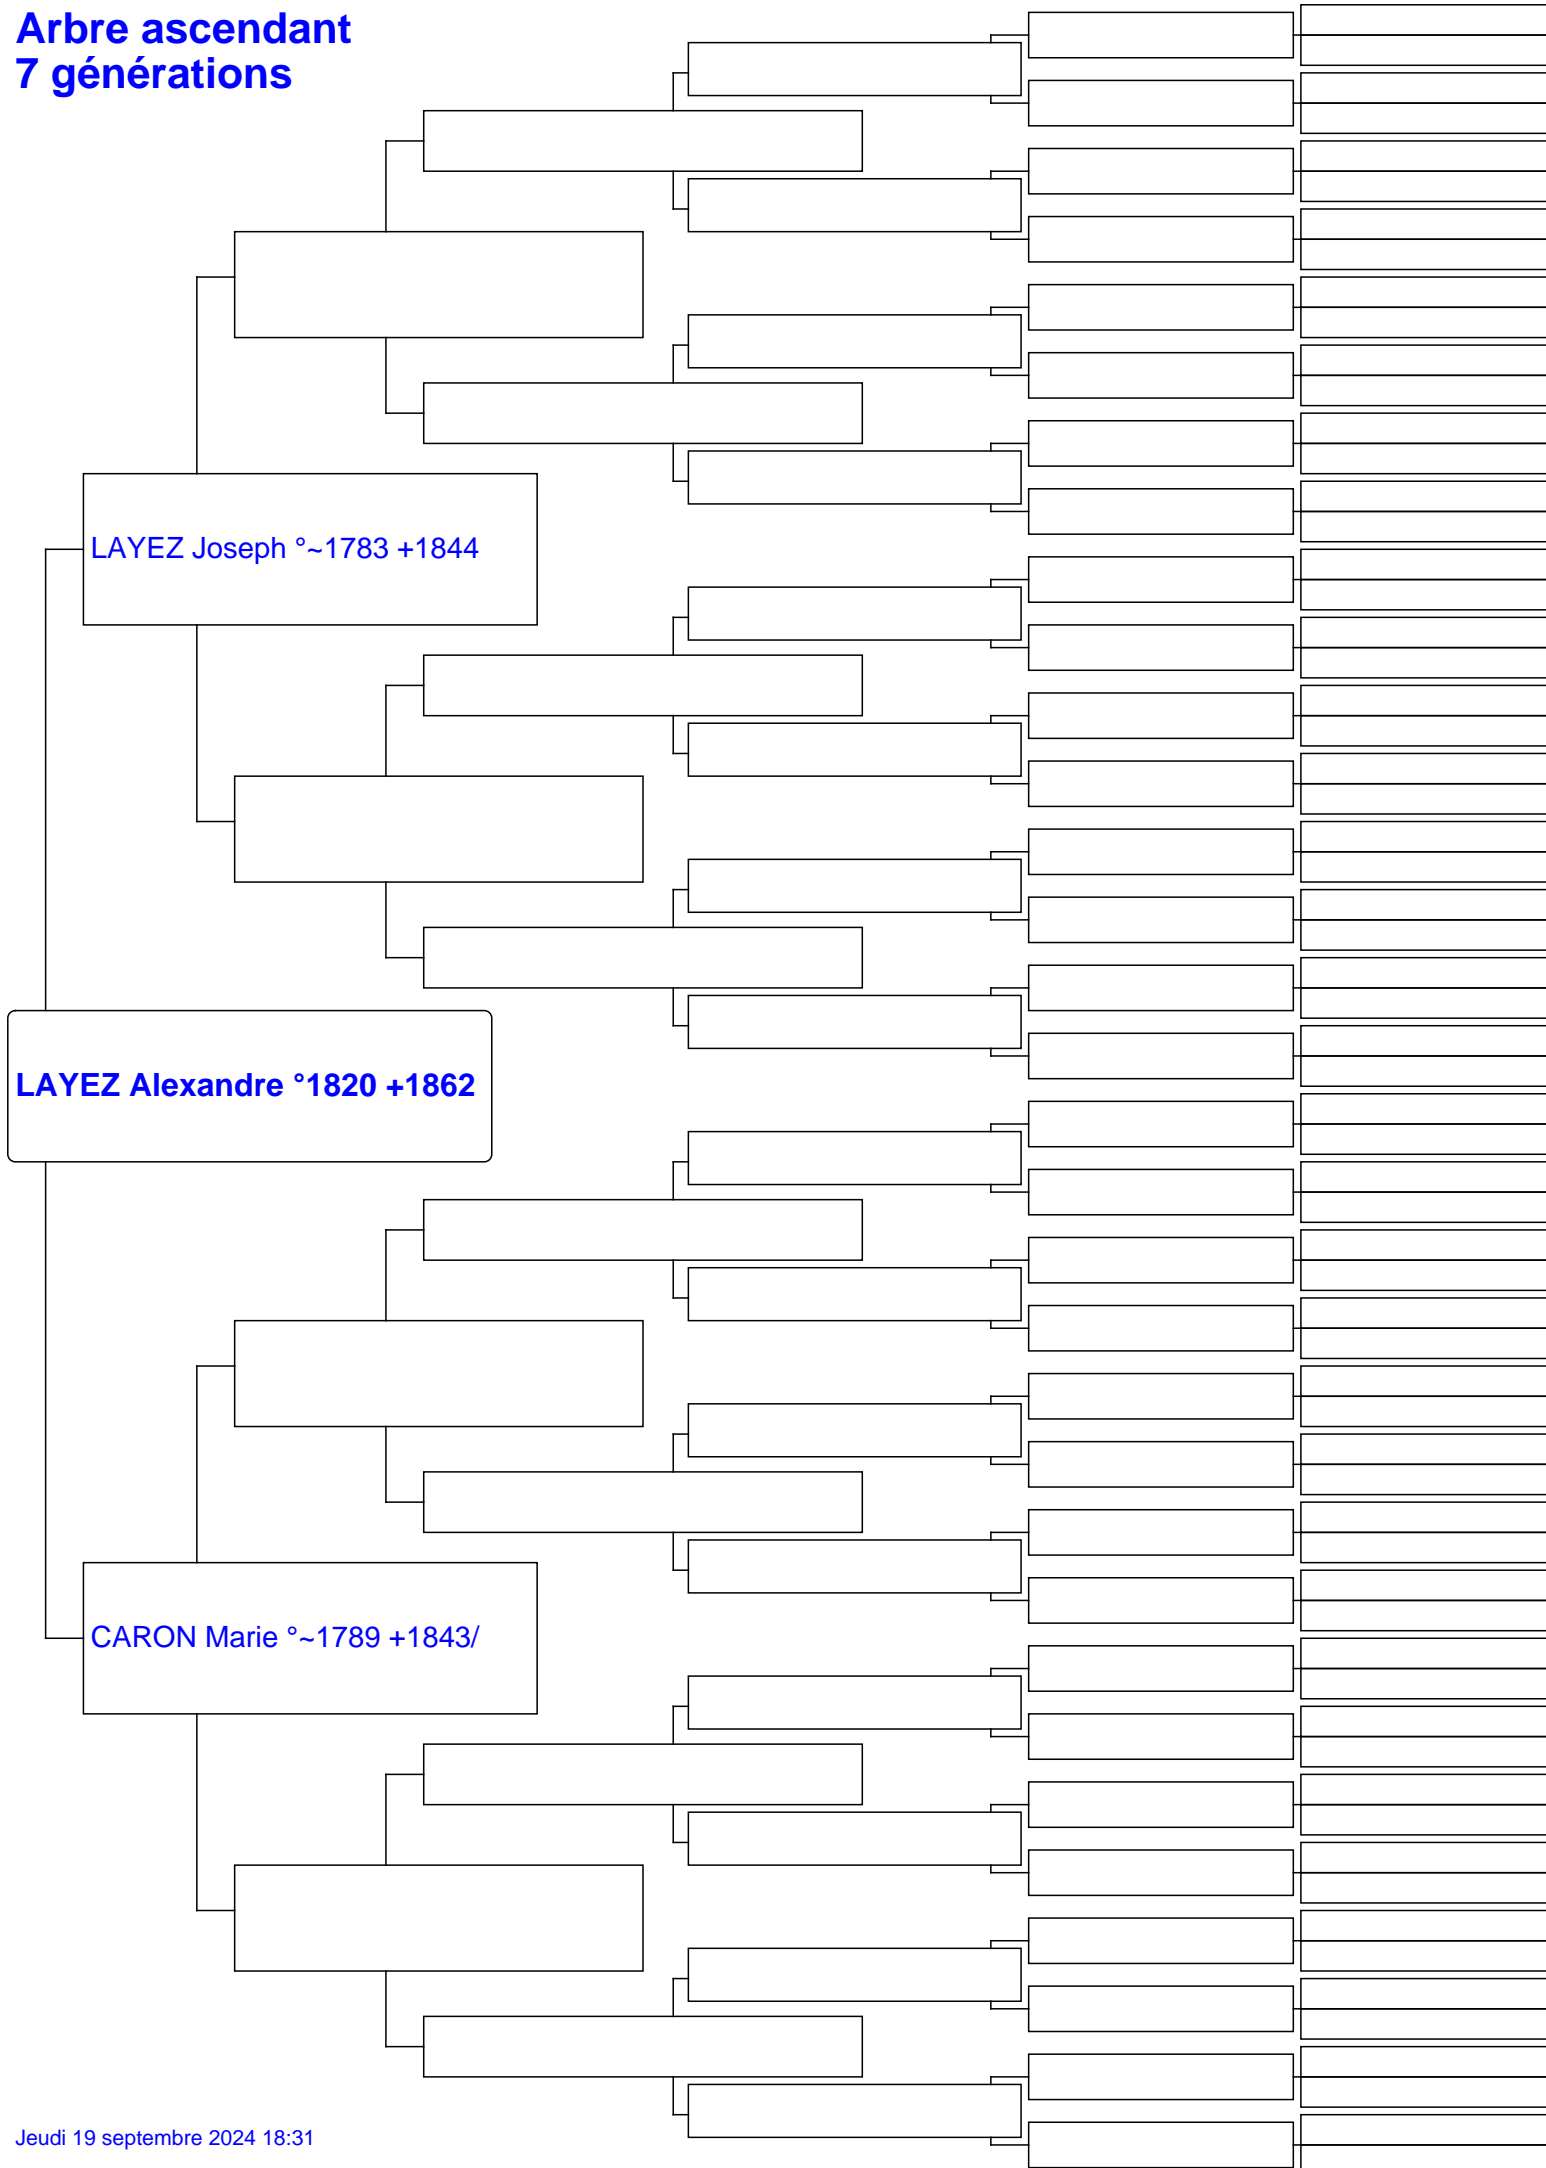 Arbre ascendant
7 générations
LAYEZ Joseph °~1783 +1844
LAYEZ Alexandre °1820 +1862
CARON Marie °~1789 +1843/
Jeudi 19 septembre 2024 18:31